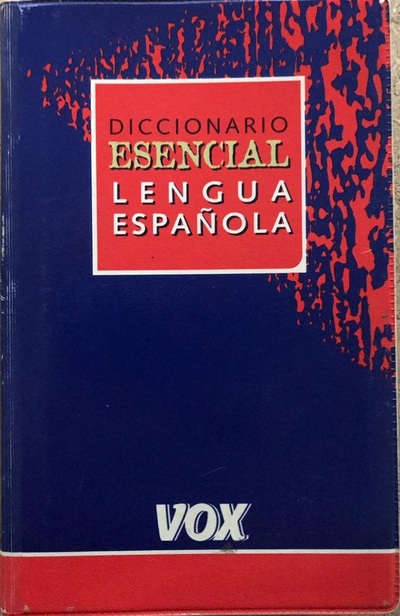 DICCIONARIO
ESENCIAL
LENGUA
ESPAÑOLA
VOX